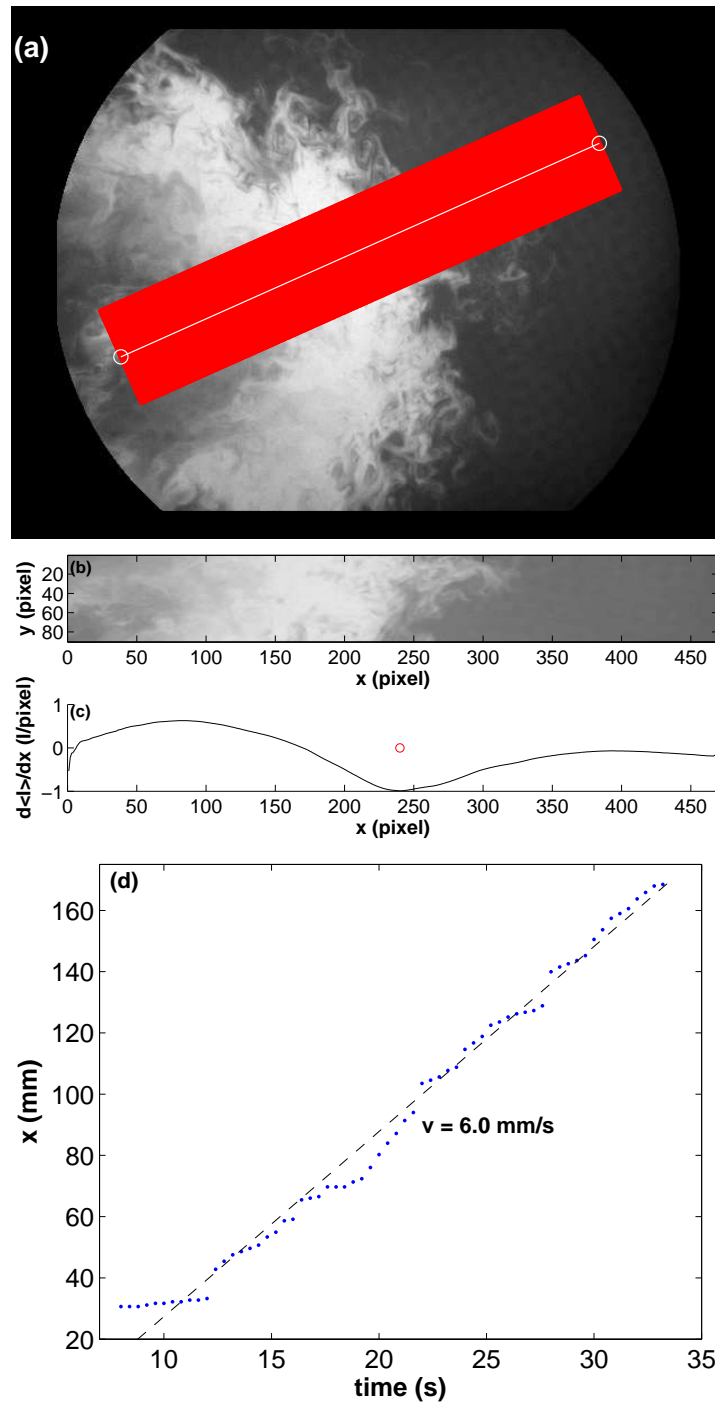 (a)
(b)
y (pixel)
20
40
60
80
0 50 100 150 200 250 300 350 400 450
x (pixel)
(c)
d<I>/dx (I/pixel)
1
0
−1
0 50 100 150 200 250 300 350 400 450
x (pixel)
(d)
x (mm)
160
140
120
100
80
60
40
20
v = 6.0 mm/s
10 15 20 25 30 35
time (s)